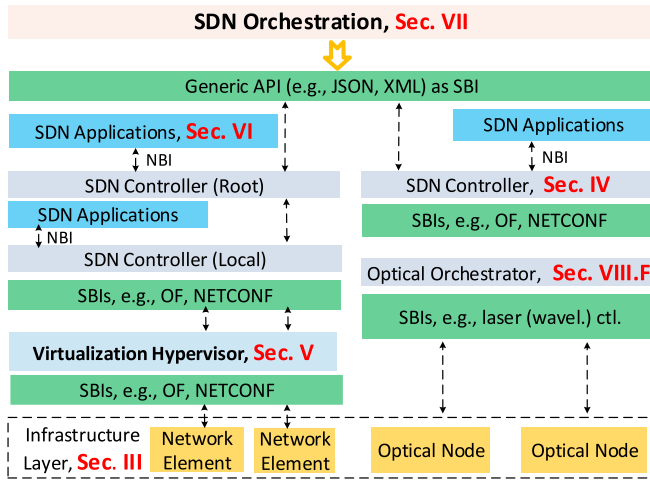 SDN Orchestration, Sec. VII
Generic API (e.g., JSON, XML) as SBI
SDN Applications, Sec. VI
SDN Applications
NBI
NBI
SDN Controller (Root)
SDN Controller, Sec. IV
SDN Applications
SBIs, e.g., OF, NETCONF
NBI
SDN Controller (Local)
Optical Orchestrator, Sec. VIII.F
SBIs, e.g., OF, NETCONF
SBIs, e.g., laser (wavel.) ctl.
Virtualization Hypervisor, Sec. V
SBIs, e.g., OF, NETCONF
Infrastructure
Layer, Sec. III
Network
Element
Network
Element
Optical Node
Optical Node